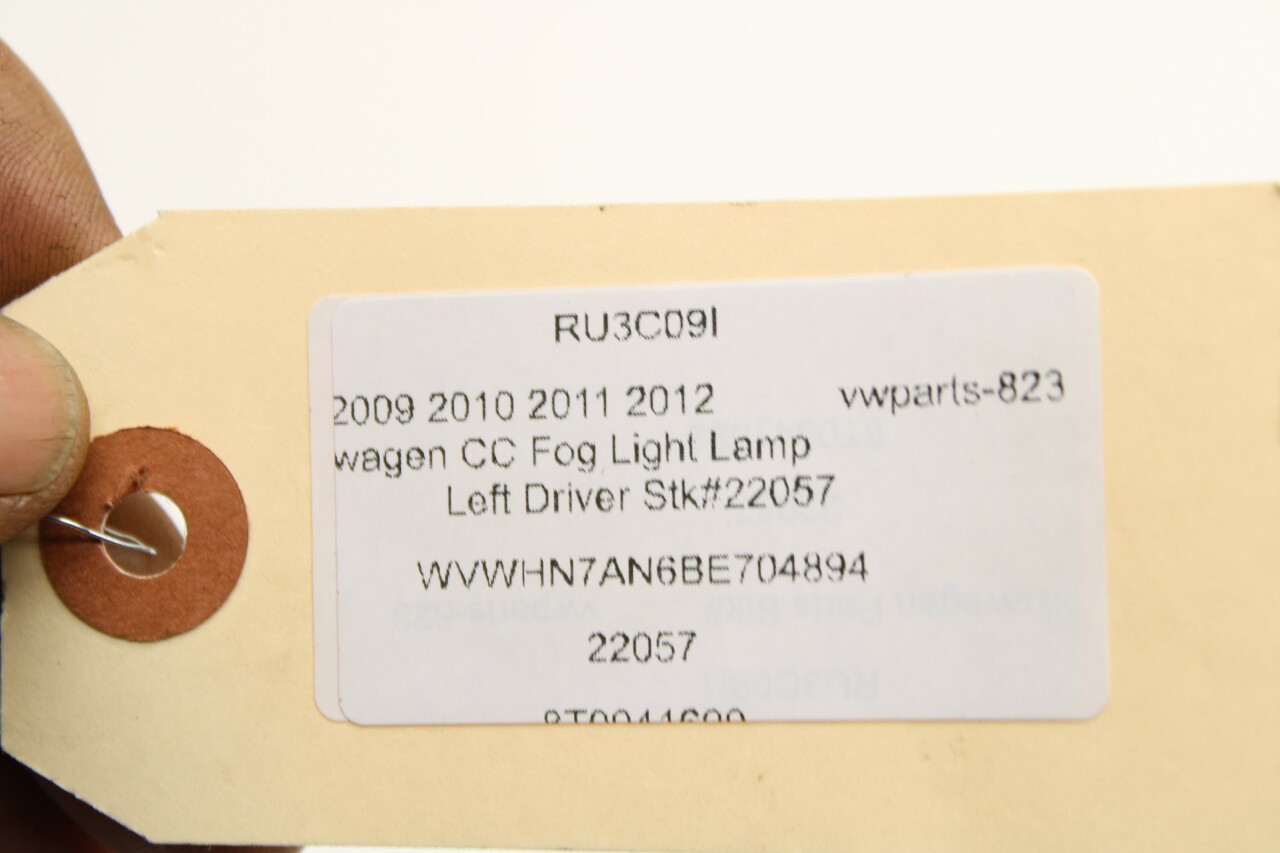 RU3C09I
2009 2010 2011 2012 vwparts-823
wagen CC Fog Light Lamp
Left Driver Stk#22057
WVWHN7AN6BE704894
22057